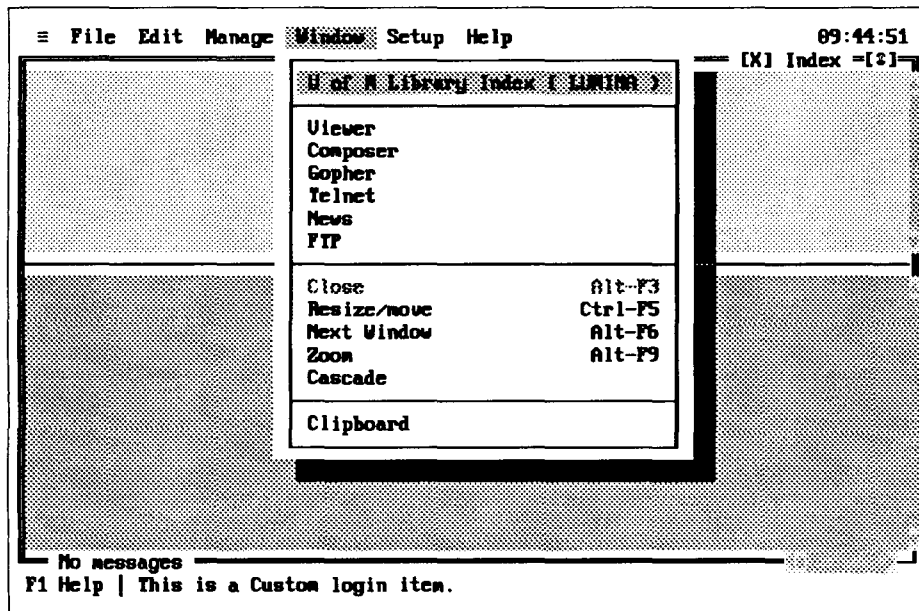 ≡ File Edit Manage Window Setup Help 09:44:51
[X] Index =[↕]
U of M Library Index ( LUMINA )
Viewer
Composer
Gopher
Telnet
News
FTP
Close Alt-F3
Resize/move Ctrl-F5
Next Window Alt-F6
Zoom Alt-F9
Cascade
Clipboard
No messages
F1 Help | This is a Custom login item.